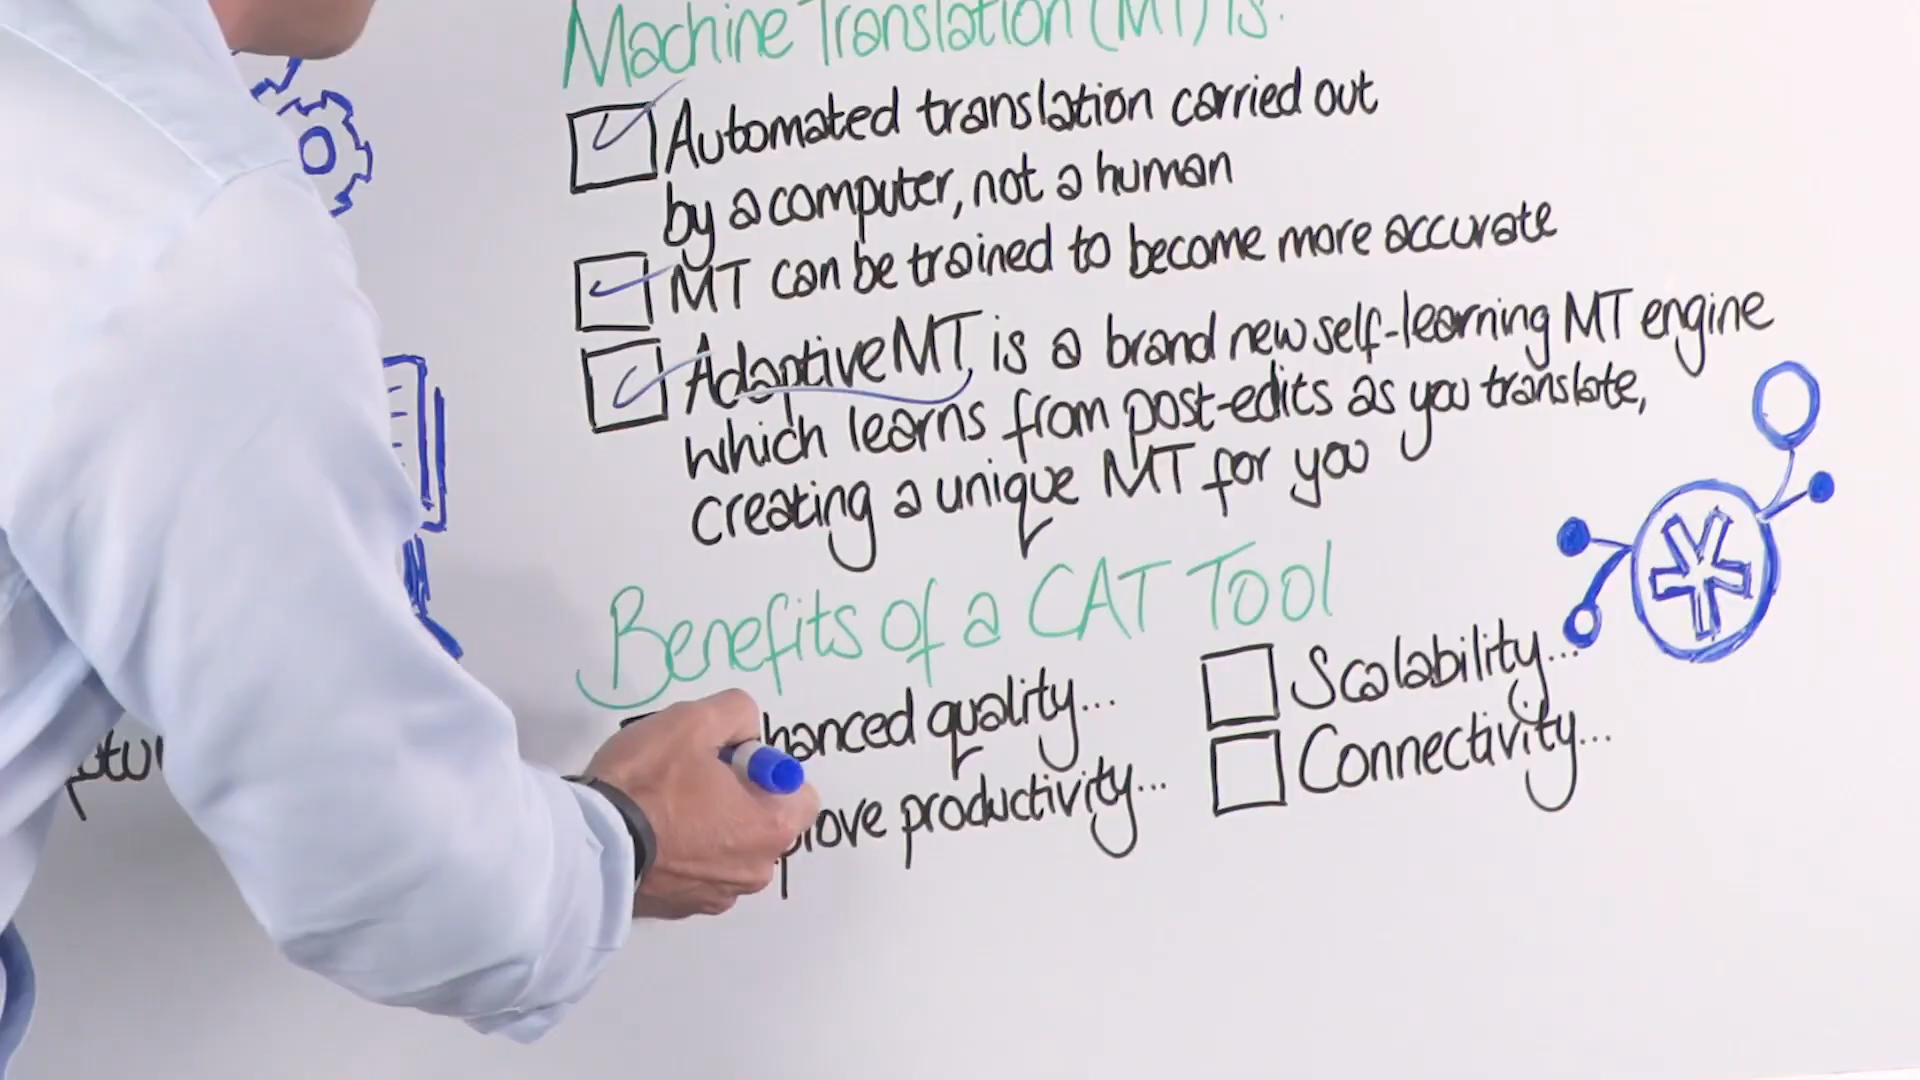 Machine Translation (MT) is:
Automated translation carried out
by a computer, not a human
MT can be trained to become more accurate
Adaptive MT, is a brand new self-learning MT engine
which learns from post-edits as you translate,
creating a unique MT for you
Benefits of a CAT Tool
hanced quality...
prove productivity...
Scalability...
Connectivity...